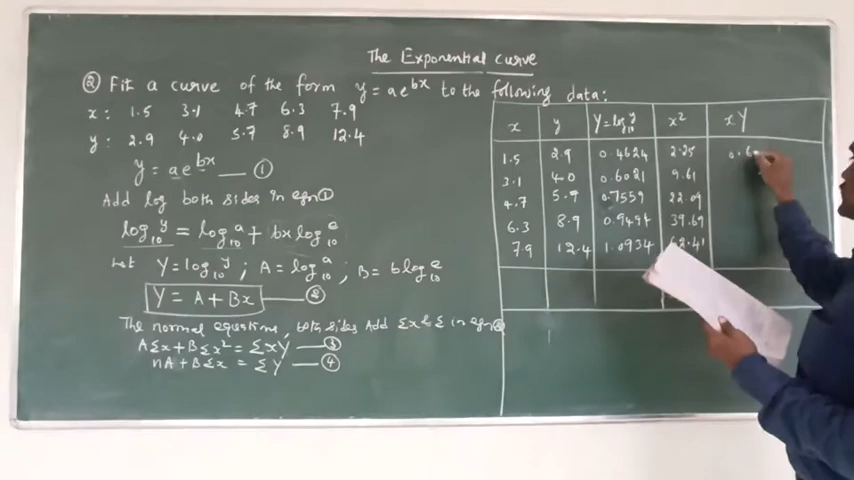 The Exponential curve
② Fit a curve of the form y = ae^bx to the following data:
x: 1.5 3.1 4.7 6.3 7.9
y: 2.9 4.0 5.7 8.9 12.4
y = ae^bx — ①
Add log both sides in eqn ①
log₁₀ y = log₁₀ a + bx log₁₀ e
Let Y = log₁₀ y ; A = log₁₀ a ; B = b log₁₀ e
Y = A + Bx — ②
The normal equations, both sides Add Σx & Σ in eqn ②
AΣx + BΣx² = ΣxY — ③
nA + BΣx = ΣY — ④
x y Y = log₁₀ y x² xY
1.5 2.9 0.4624 2.25 0.6
3.1 4.0 0.6021 9.61
4.7 5.7 0.7559 22.09
6.3 8.9 0.9494 39.69
7.9 12.4 1.0934 62.41